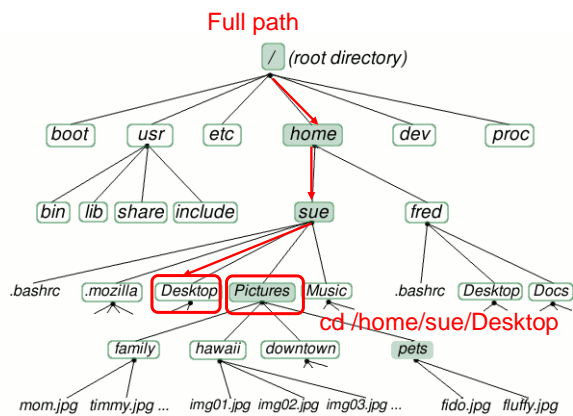 Full path
/ (root directory)
boot usr etc home dev proc
bin lib share include sue fred
.bashrc .mozilla Desktop Pictures Music .bashrc Desktop Docs
cd /home/sue/Desktop
family hawaii downtown pets
mom.jpg timmy.jpg ... img01.jpg img02.jpg img03.jpg ... fido.jpg fluffy.jpg